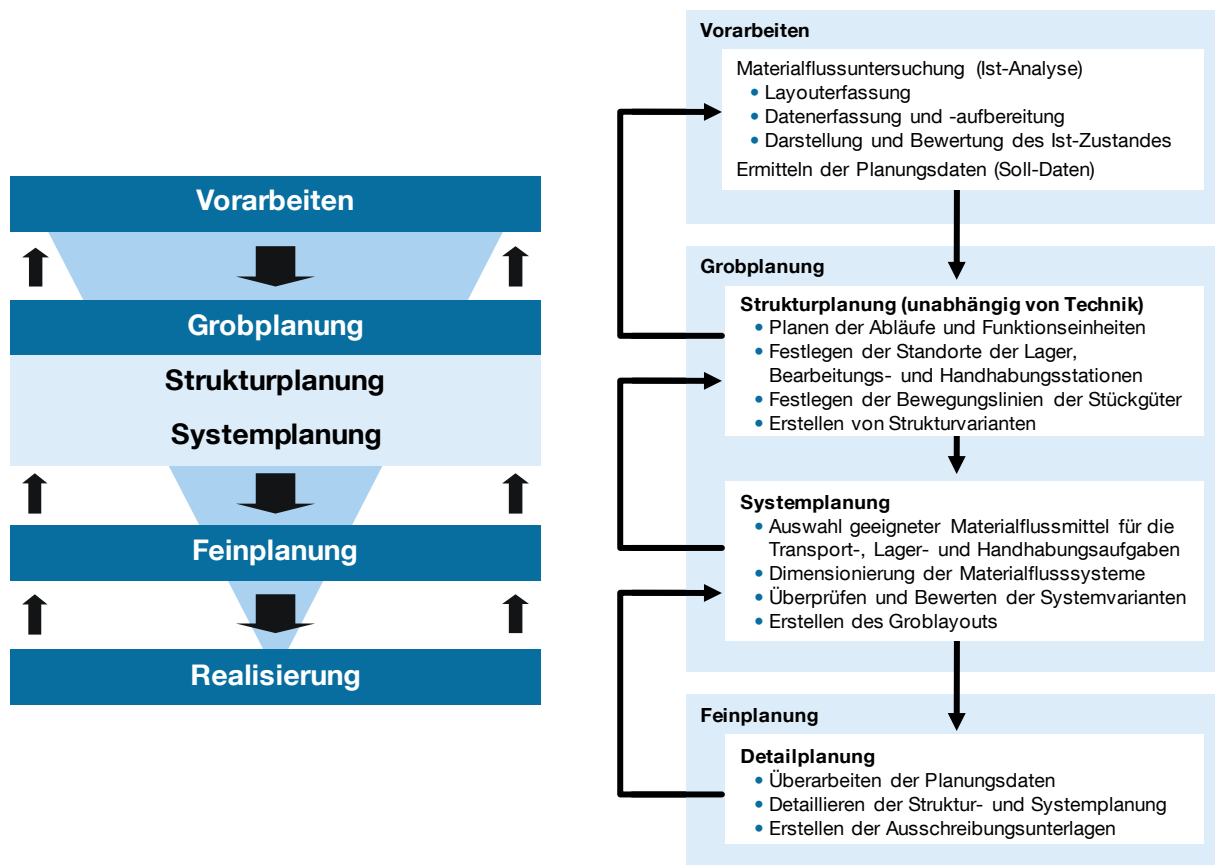 Vorarbeiten
Grobplanung
Strukturplanung
Systemplanung
Feinplanung
Realisierung
Vorarbeiten
Materialflussuntersuchung (Ist-Analyse)
• Layouterfassung
• Datenerfassung und -aufbereitung
• Darstellung und Bewertung des Ist-Zustandes
Ermitteln der Planungsdaten (Soll-Daten)
Grobplanung
Strukturplanung (unabhängig von Technik)
• Planen der Abläufe und Funktionseinheiten
• Festlegen der Standorte der Lager,
Bearbeitungs- und Handhabungsstationen
• Festlegen der Bewegungslinien der Stückgüter
• Erstellen von Strukturvarianten
Systemplanung
• Auswahl geeigneter Materialflussmittel für die
Transport-, Lager- und Handhabungsaufgaben
• Dimensionierung der Materialflusssysteme
• Überprüfen und Bewerten der Systemvarianten
• Erstellen des Groblayouts
Feinplanung
Detailplanung
• Überarbeiten der Planungsdaten
• Detaillieren der Struktur- und Systemplanung
• Erstellen der Ausschreibungsunterlagen